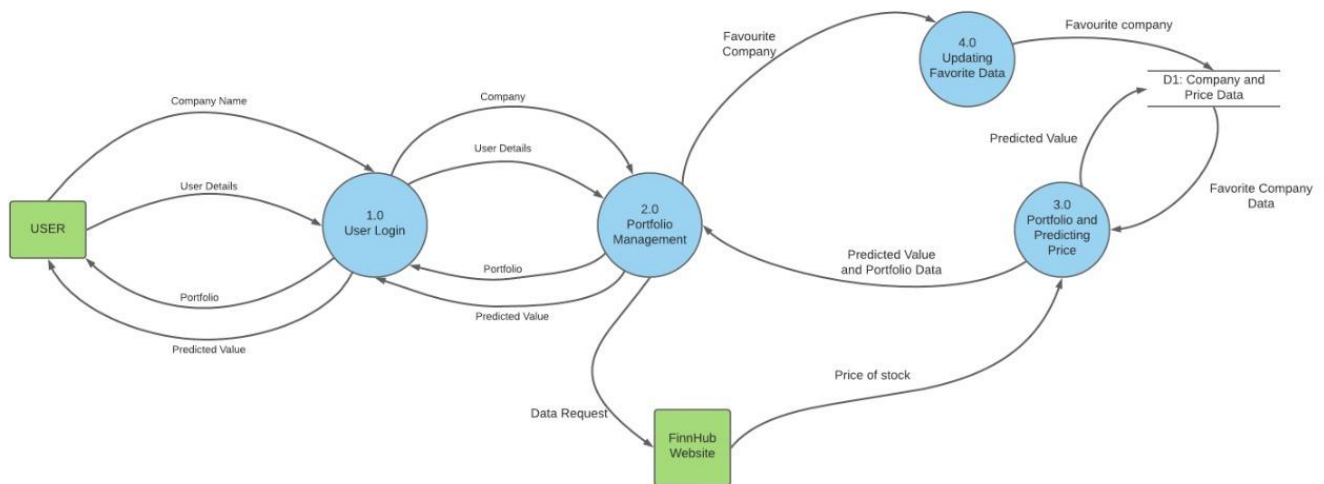 Favourite
Company
4.0
Updating
Favorite Data
Favourite company
D1: Company and
Price Data
Company Name
Company
Predicted Value
User Details
User Details
Favorite Company
Data
USER
1.0
User Login
2.0
Portfolio
Management
3.0
Portfolio and
Predicting
Price
Predicted Value
and Portfolio Data
Portfolio
Portfolio
Predicted Value
Predicted Value
Price of stock
Data Request
FinnHub
Website